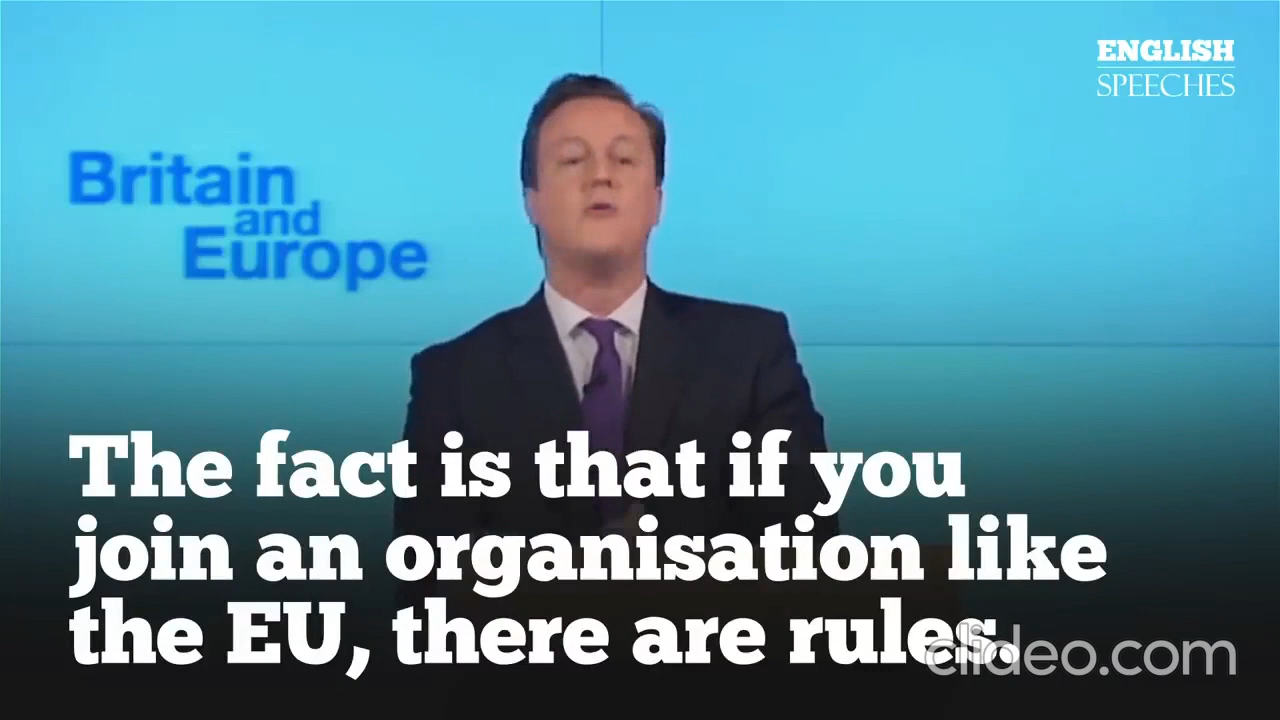 ENGLISH
SPEECHES
Britain
and
Europe
The fact is that if you
join an organisation like
the EU, there are rules.
clideo.com